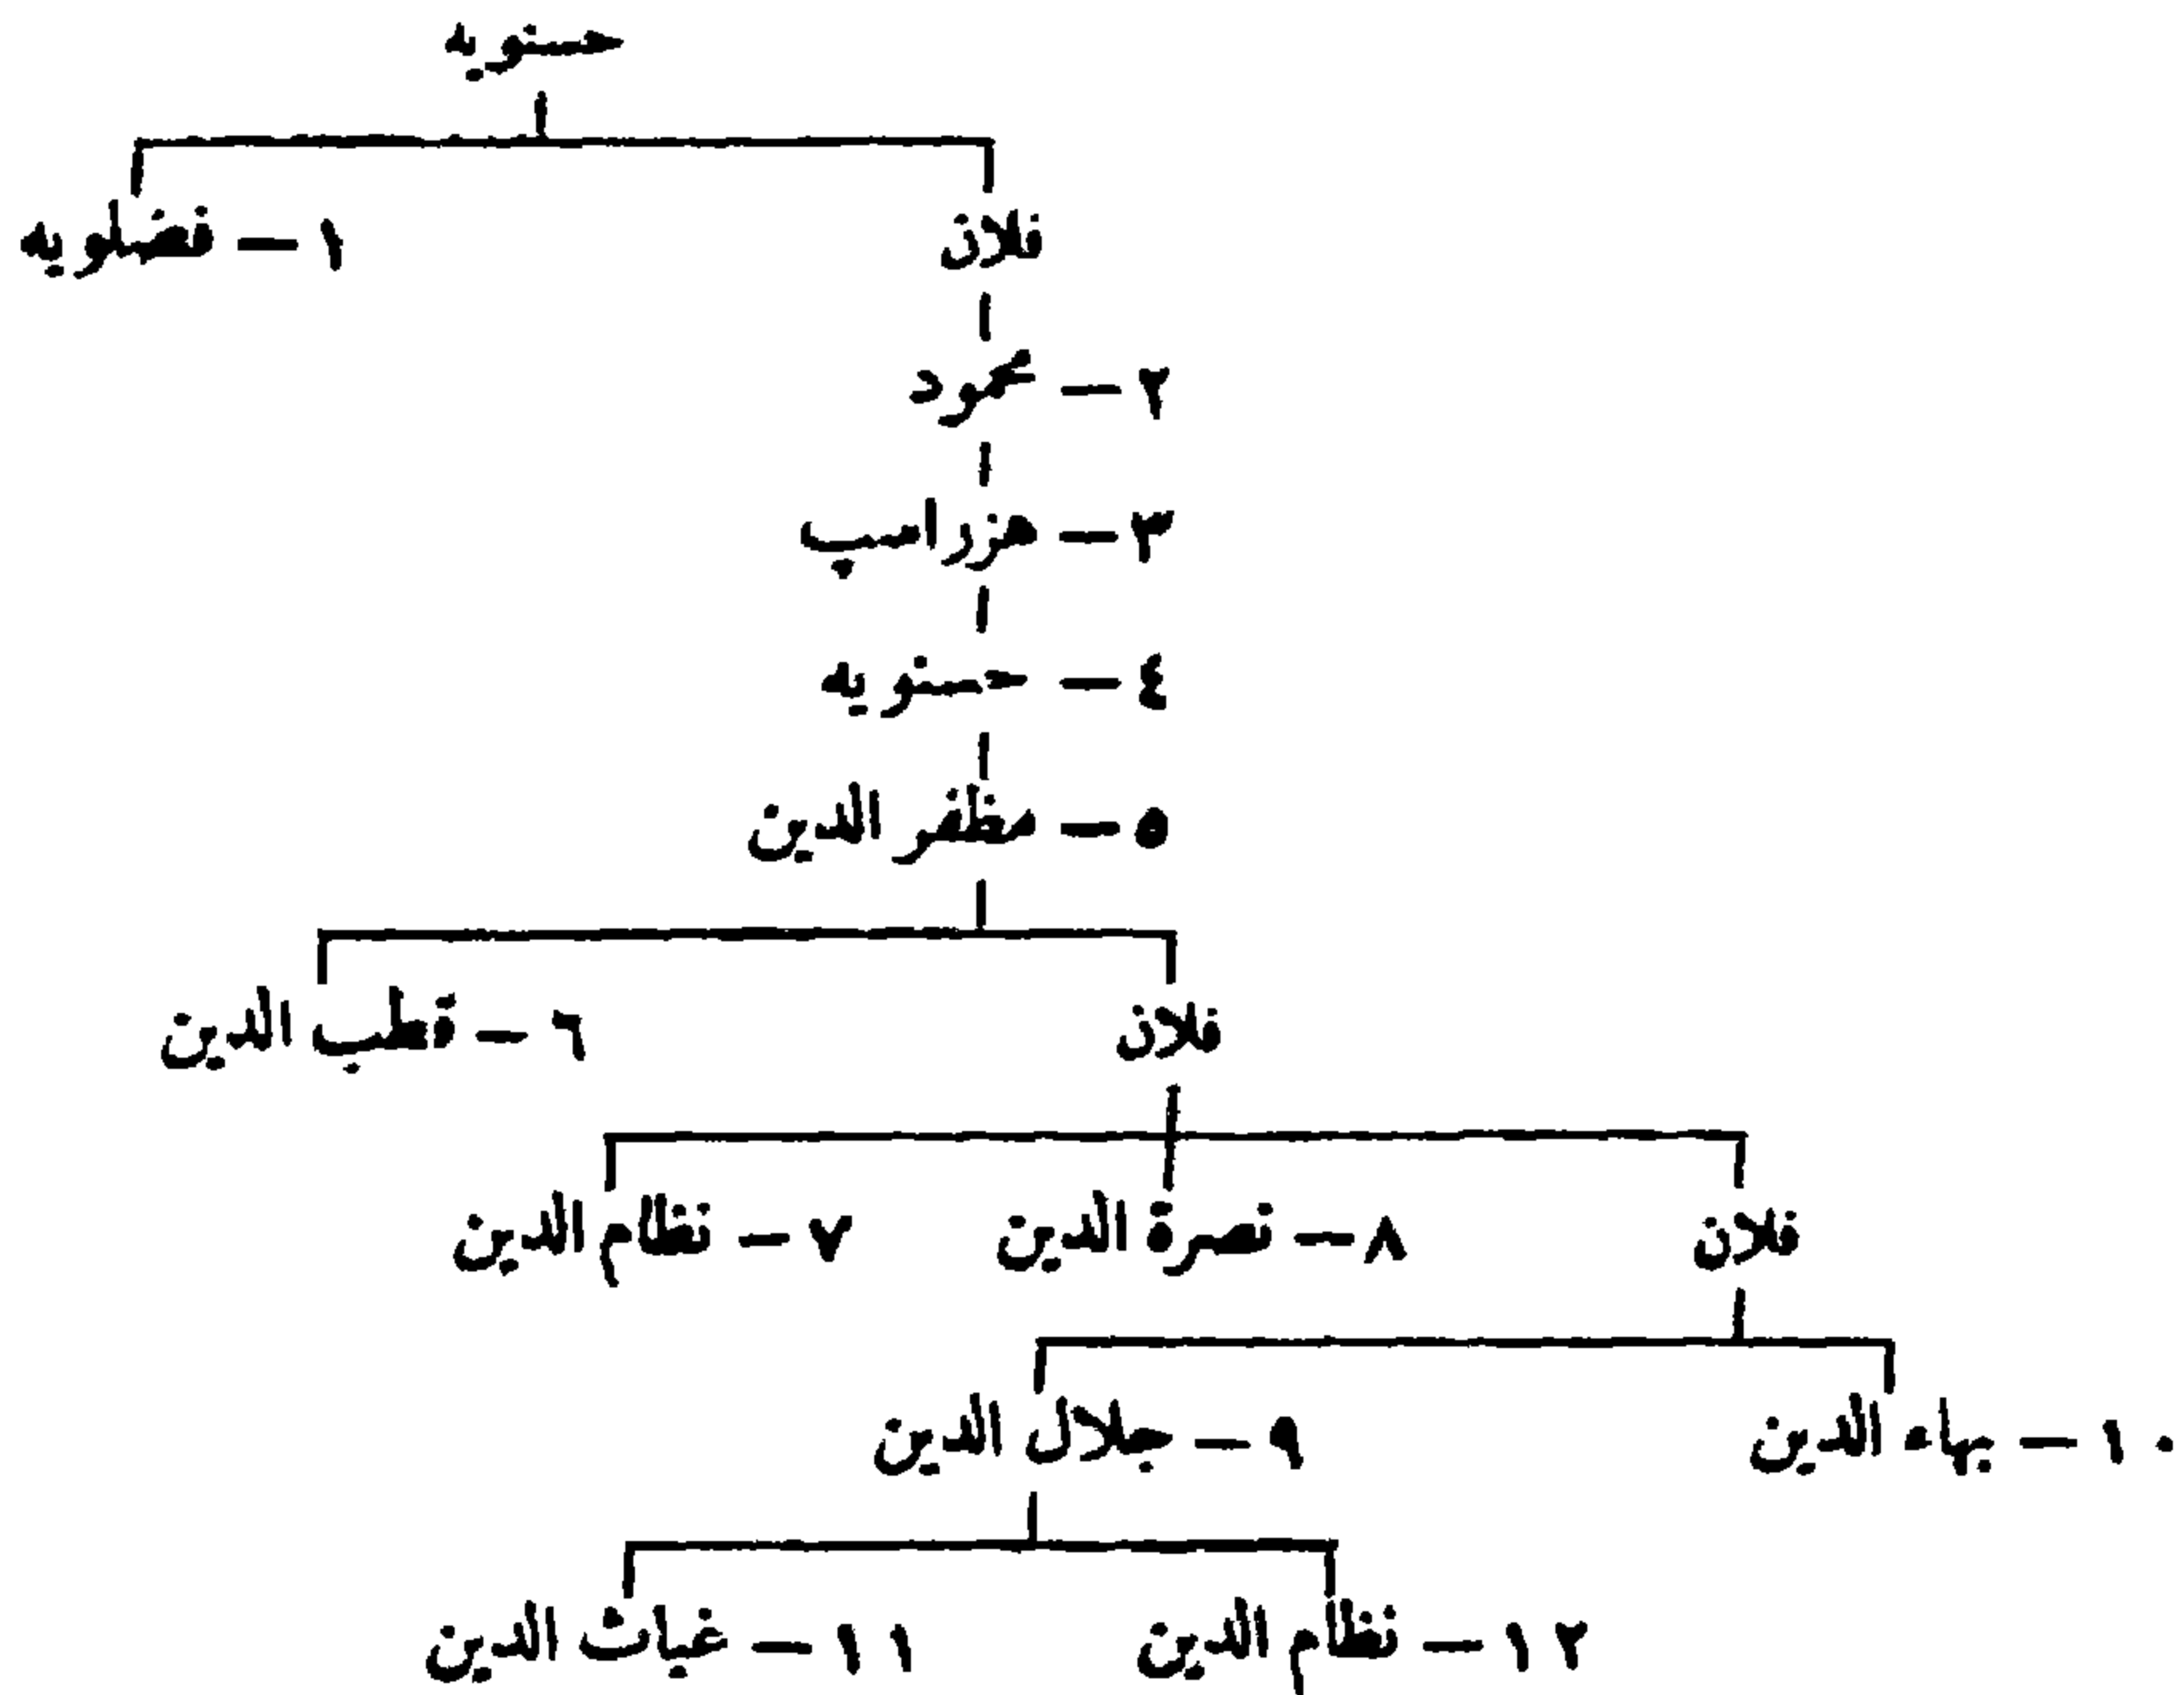 حسنويه
فلان
١ — فضلويه
٢ — محمود
٣ — هزراسب
٤ — حسنويه
٥ — مظفر الدين
فلان
٦ — قطب الدين
فلان
٨ — نصرة الدين
٧ — نظام الدين
١٠ — بهاء الدين
٩ — جلال الدين
١٢ — نظام الدين
١١ — غياث الدين